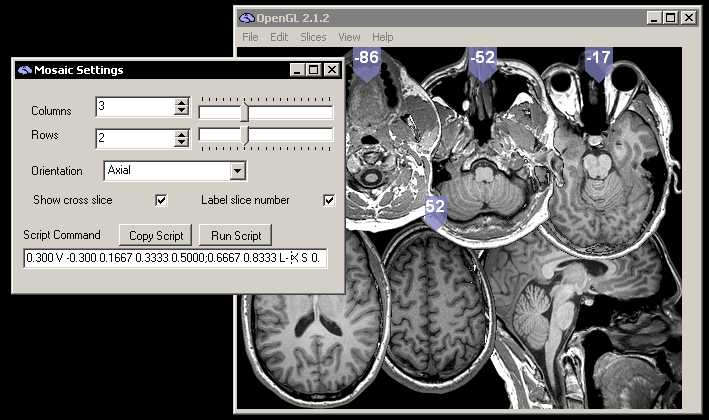 OpenGL 2.1.2
File Edit Slices View Help
-86
-52
-17
52
Mosaic Settings
Columns 3
Rows 2
Orientation Axial
Show cross slice
Label slice number
Script Command Copy Script Run Script
0.300 V -0.300 0.1667 0.3333 0.5000;0.6667 0.8333 L- X S 0.